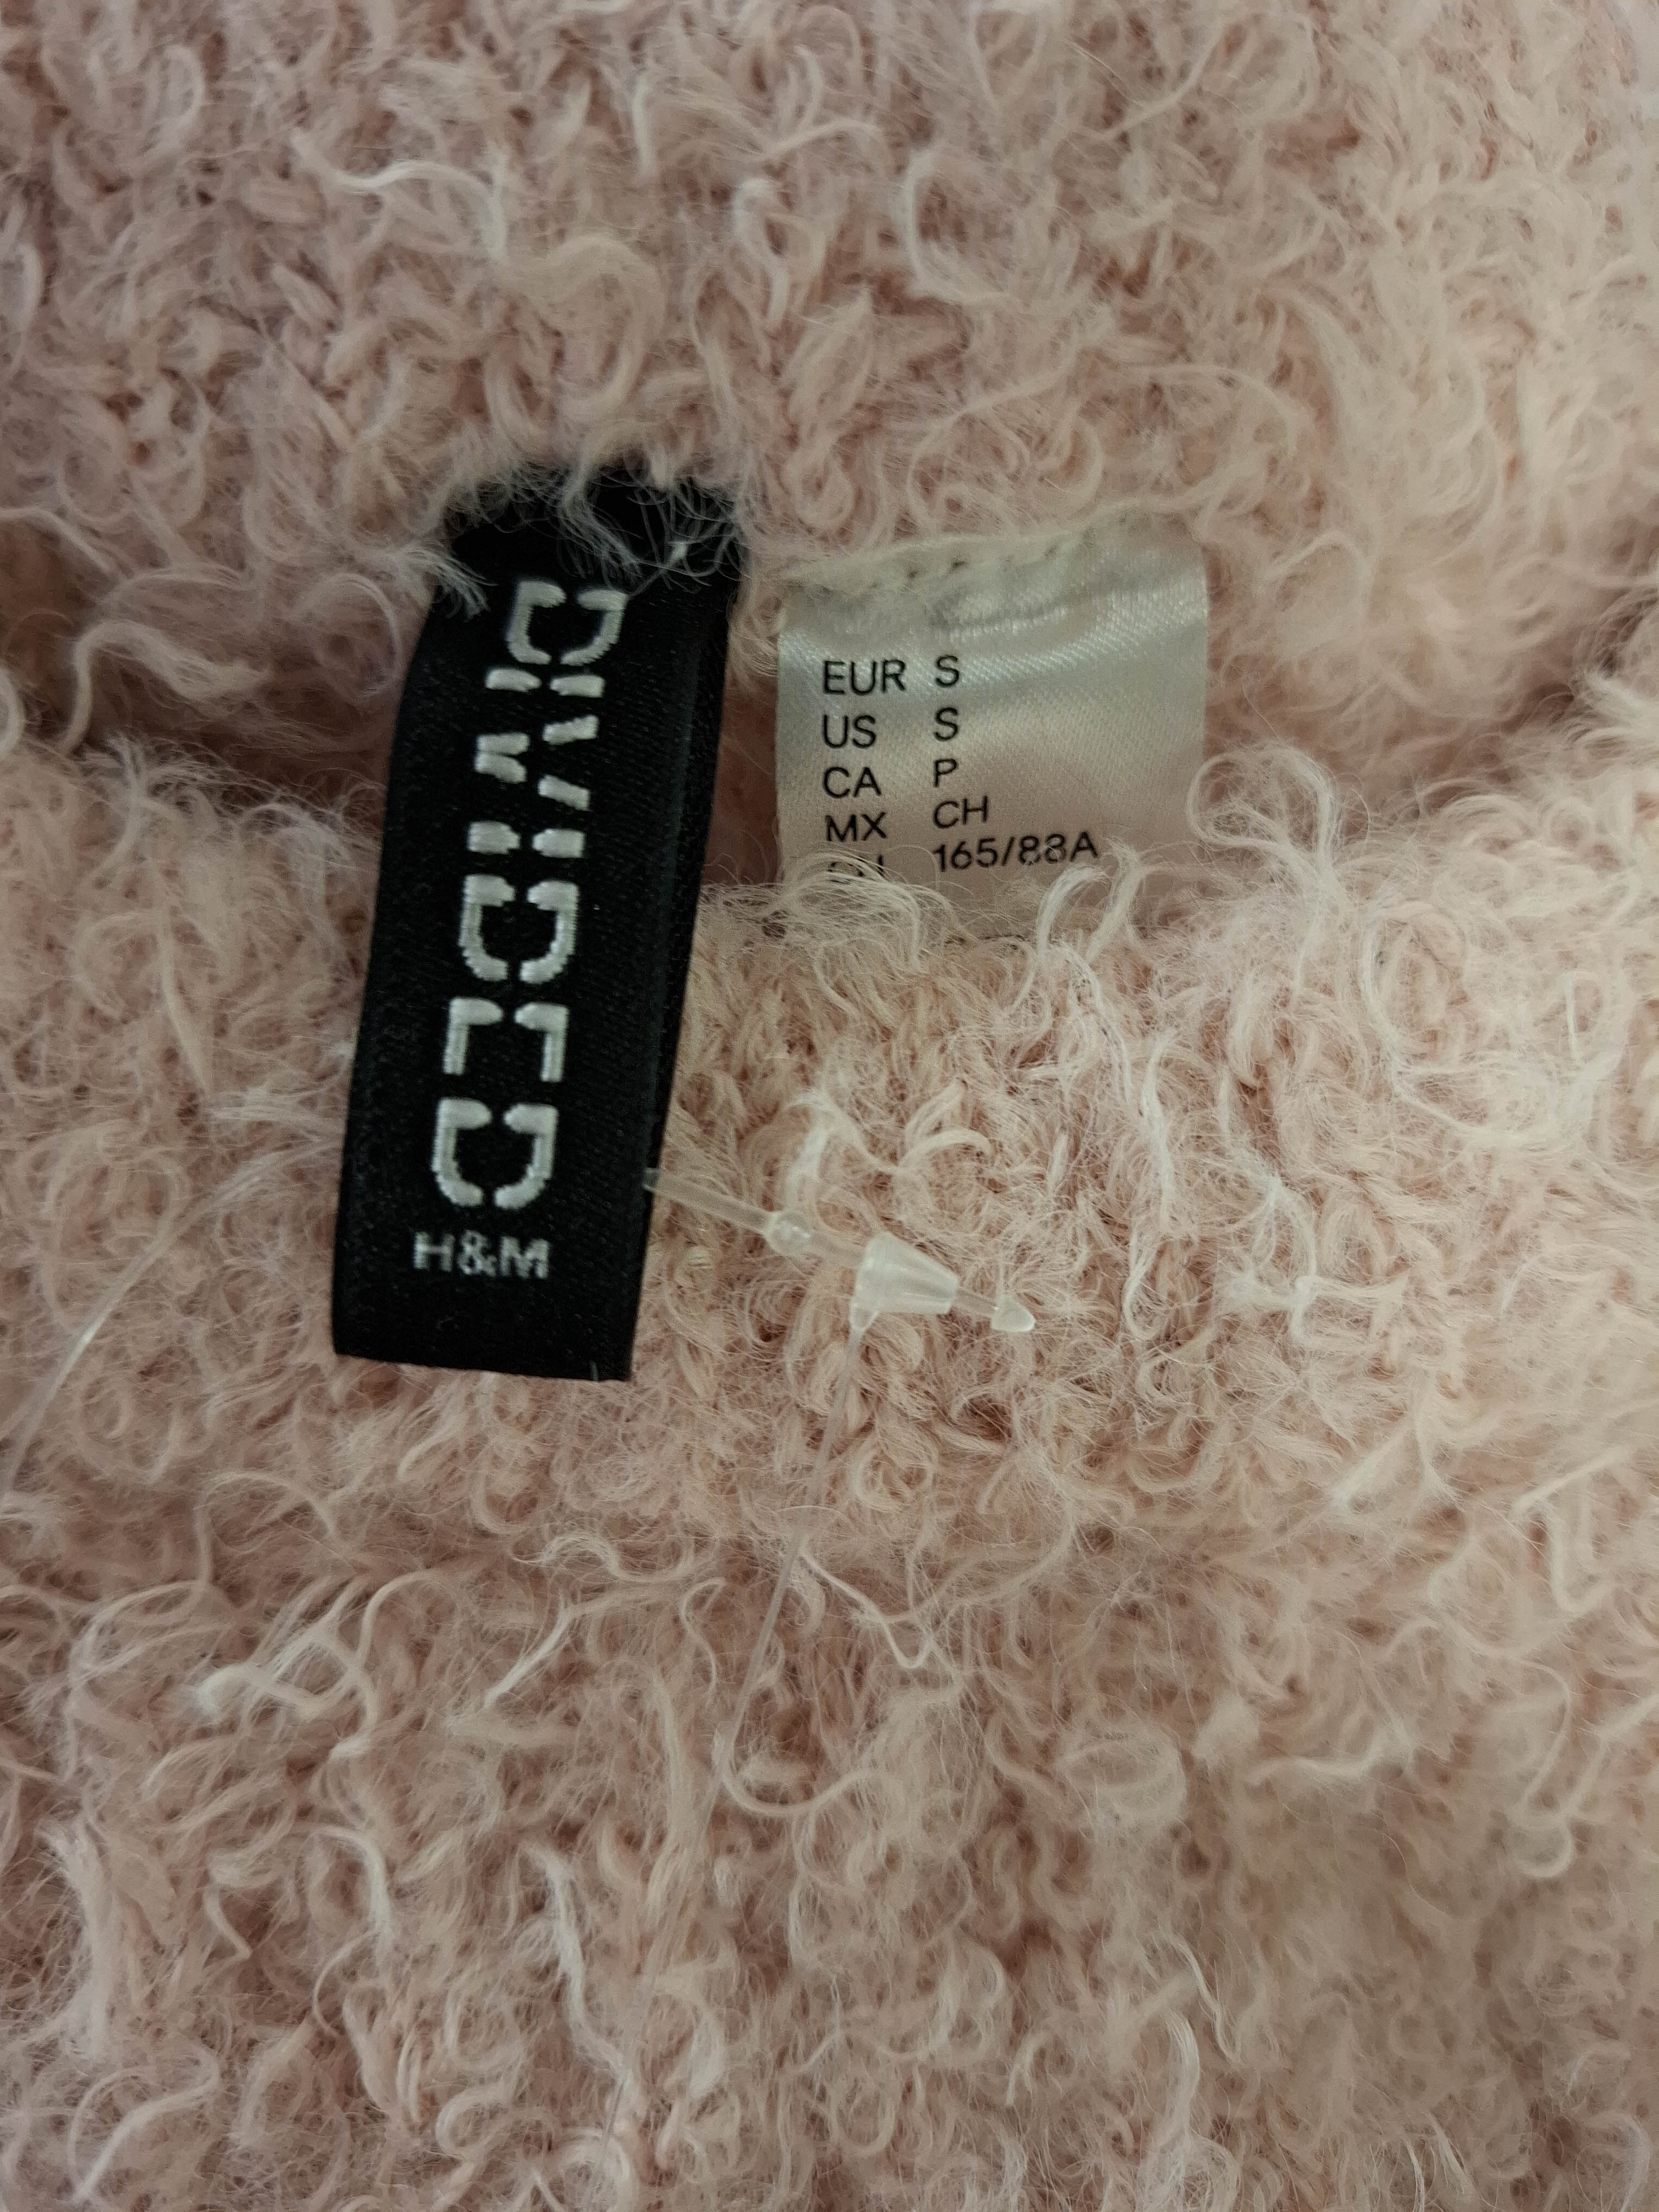 DIVIDED
H&M
EUR S
US S
CA P
MX CH
165/88A